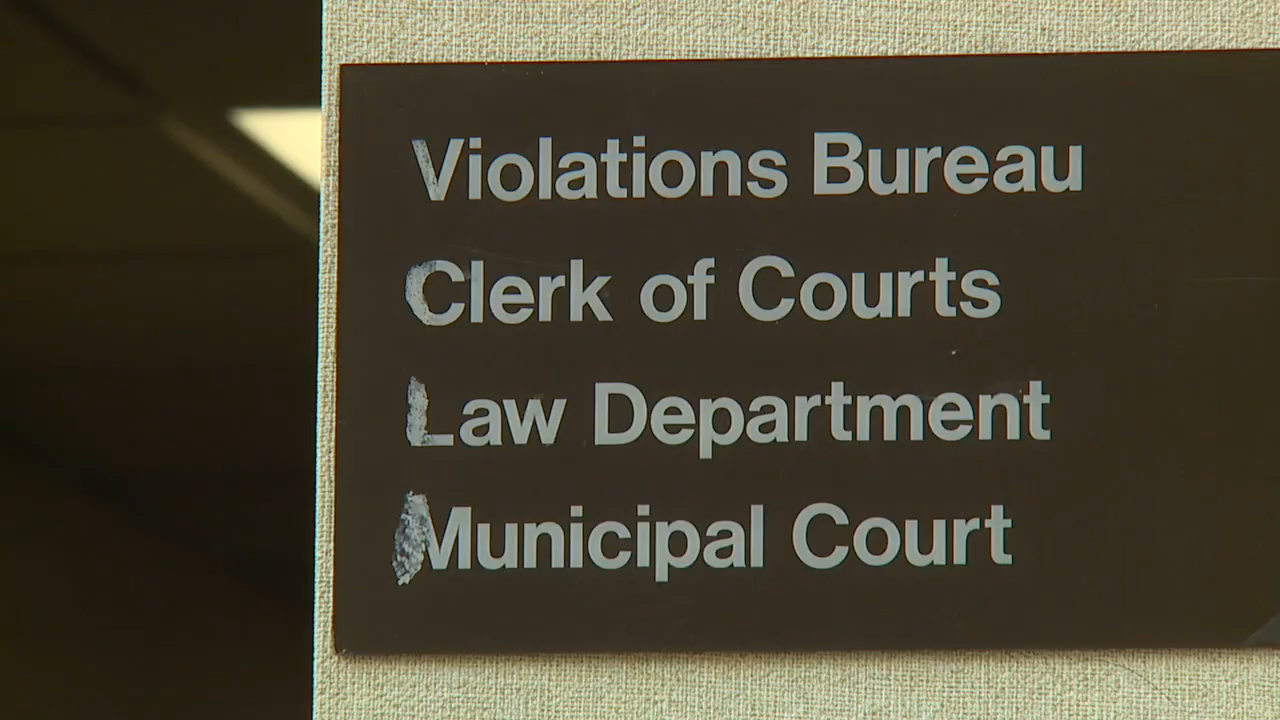 Violations Bureau
Clerk of Courts
Law Department
Municipal Court